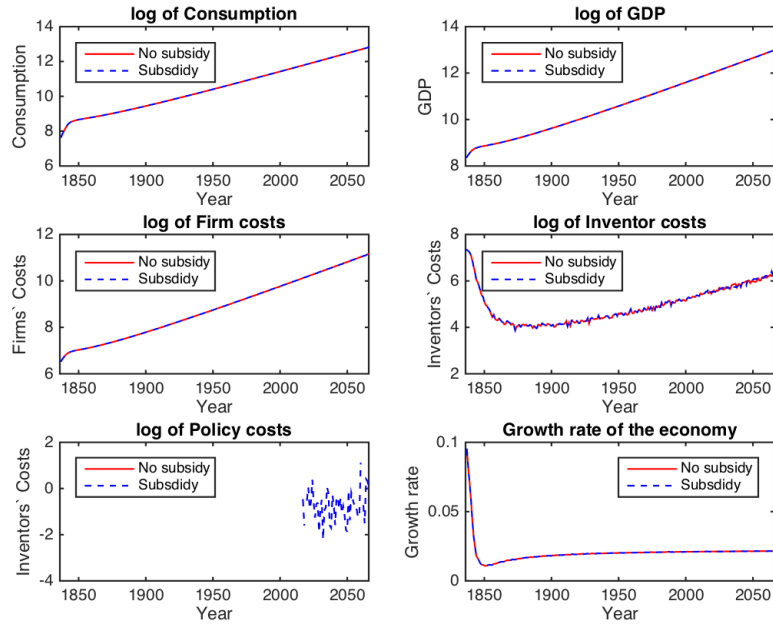 log of Consumption
14
12
10
8
6
Consumption
No subsidy
Subsdidy
1850 1900 1950 2000 2050
Year
log of GDP
14
12
10
8
GDP
No subsidy
Subsdidy
1850 1900 1950 2000 2050
Year
log of Firm costs
12
10
8
6
Firms` Costs
No subsidy
Subsdidy
1850 1900 1950 2000 2050
Year
log of Inventor costs
8
6
4
2
Inventors` Costs
No subsidy
Subsdidy
1850 1900 1950 2000 2050
Year
log of Policy costs
2
0
-2
-4
Inventors` Costs
No subsidy
Subsdidy
1850 1900 1950 2000 2050
Year
Growth rate of the economy
0.1
0.05
0
Growth rate
No subsidy
Subsdidy
1850 1900 1950 2000 2050
Year